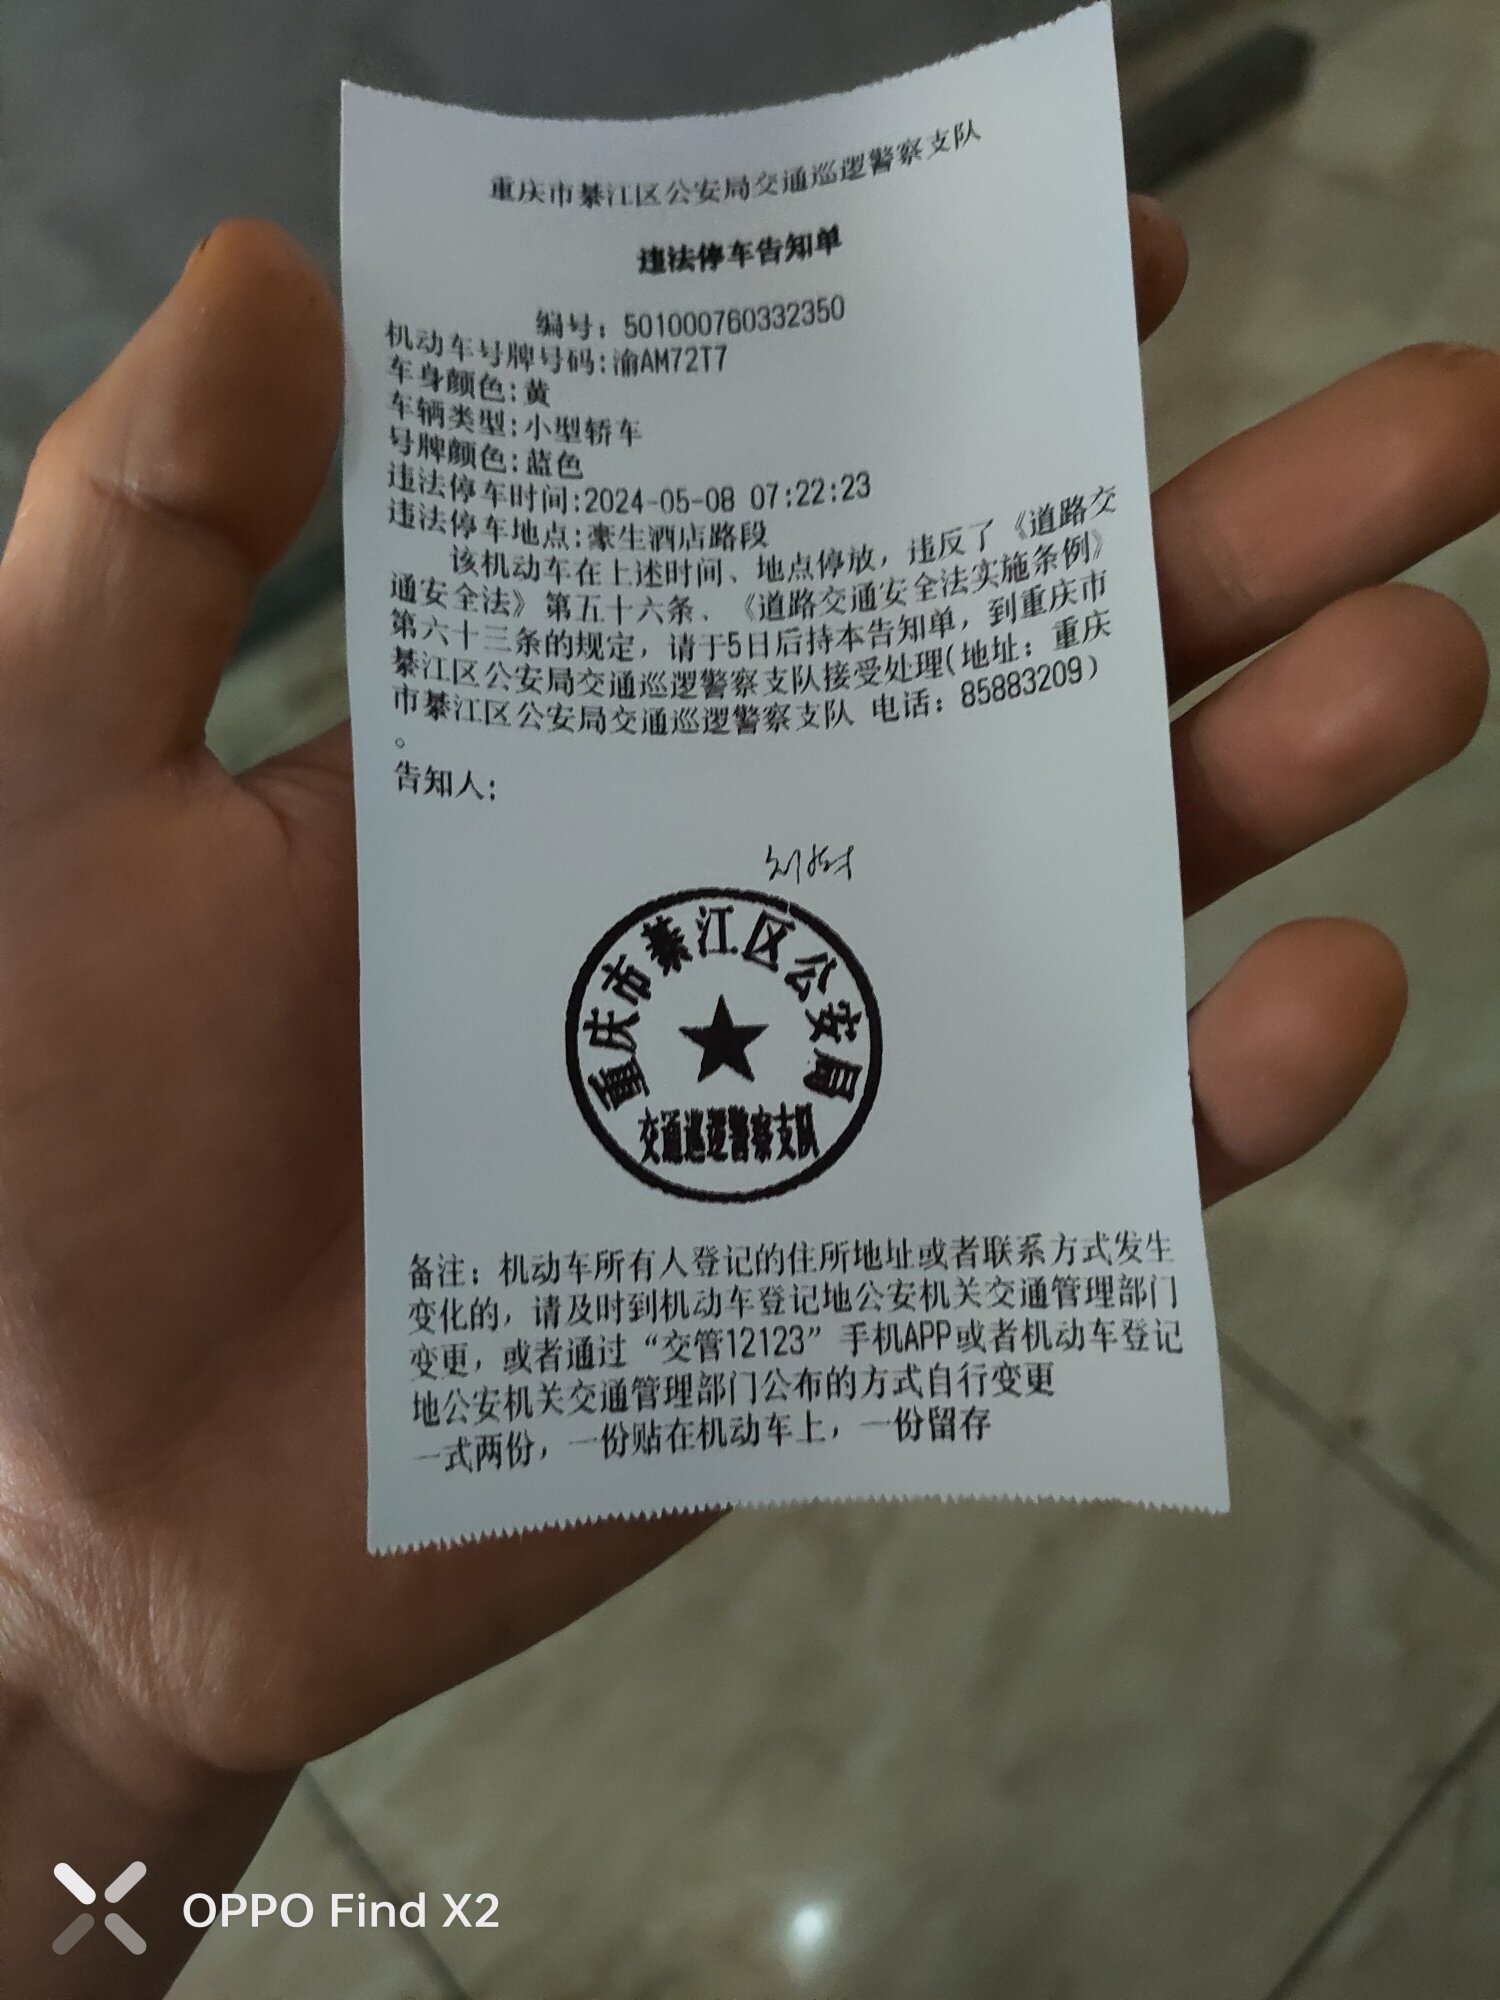 重庆市綦江区公安局交通巡逻警察支队
违法停车告知单
编号：501000760332350
机动车号牌号码:渝AM72T7
车身颜色:黄
车辆类型:小型轿车
号牌颜色:蓝色
违法停车时间:2024-05-08 07:22:23
违法停车地点:豪生酒店路段
该机动车在上述时间、地点停放，违反了《道路交
通安全法》第五十六条、《道路交通安全法实施条例》
第六十三条的规定，请于5日后持本告知单，到重庆市
綦江区公安局交通巡逻警察支队接受处理(地址：重庆
市綦江区公安局交通巡逻警察支队 电话：85883209）
。
告知人：
重庆市綦江区公安局
交通巡逻警察支队
备注：机动车所有人登记的住所地址或者联系方式发生
变化的，请及时到机动车登记地公安机关交通管理部门
变更，或者通过“交管12123”手机APP或者机动车登记
地公安机关交通管理部门公布的方式自行变更
一式两份，一份贴在机动车上，一份留存
OPPO Find X2